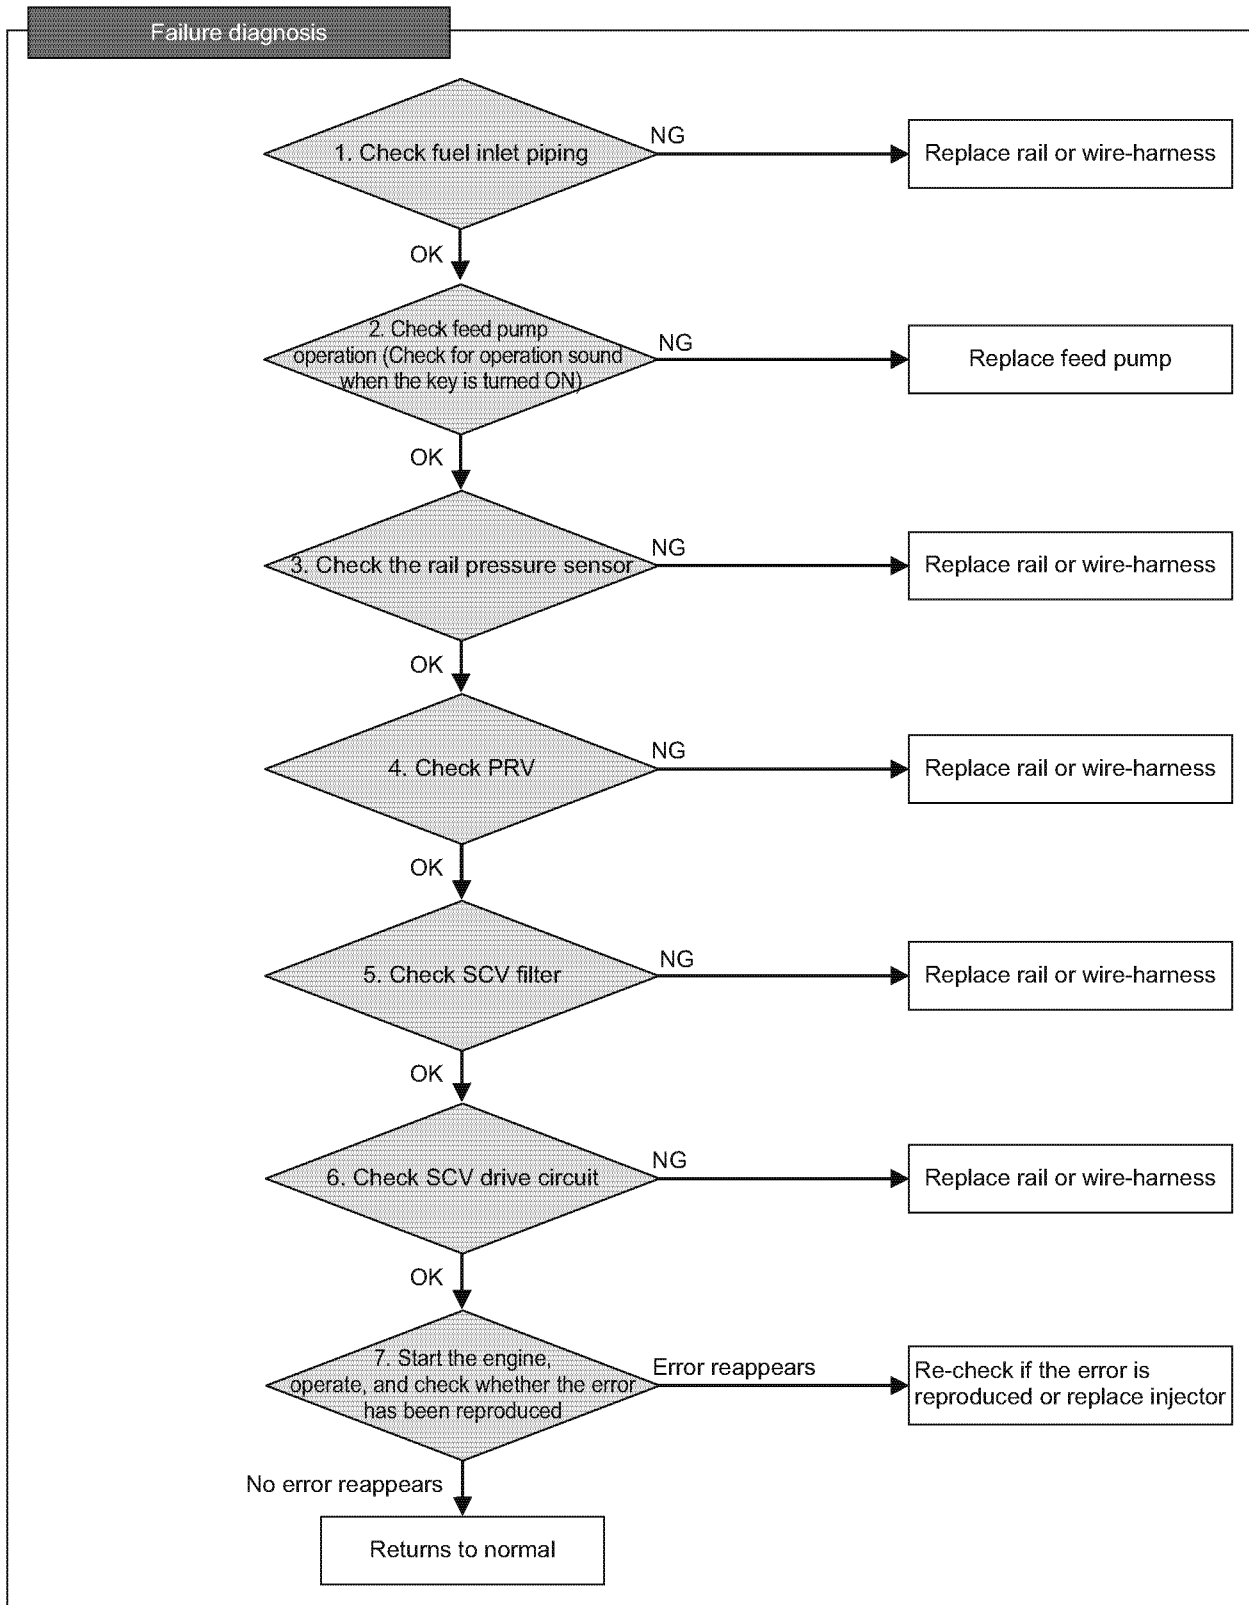 Failure diagnosis
1. Check fuel inlet piping
NG
Replace rail or wire-harness
OK
2. Check feed pump
operation (Check for operation sound
when the key is turned ON)
NG
Replace feed pump
OK
3. Check the rail pressure sensor
NG
Replace rail or wire-harness
OK
4. Check PRV
NG
Replace rail or wire-harness
OK
5. Check SCV filter
NG
Replace rail or wire-harness
OK
6. Check SCV drive circuit
NG
Replace rail or wire-harness
OK
7. Start the engine,
operate, and check whether the error
has been reproduced
Error reappears
Re-check if the error is
reproduced or replace injector
No error reappears
Returns to normal